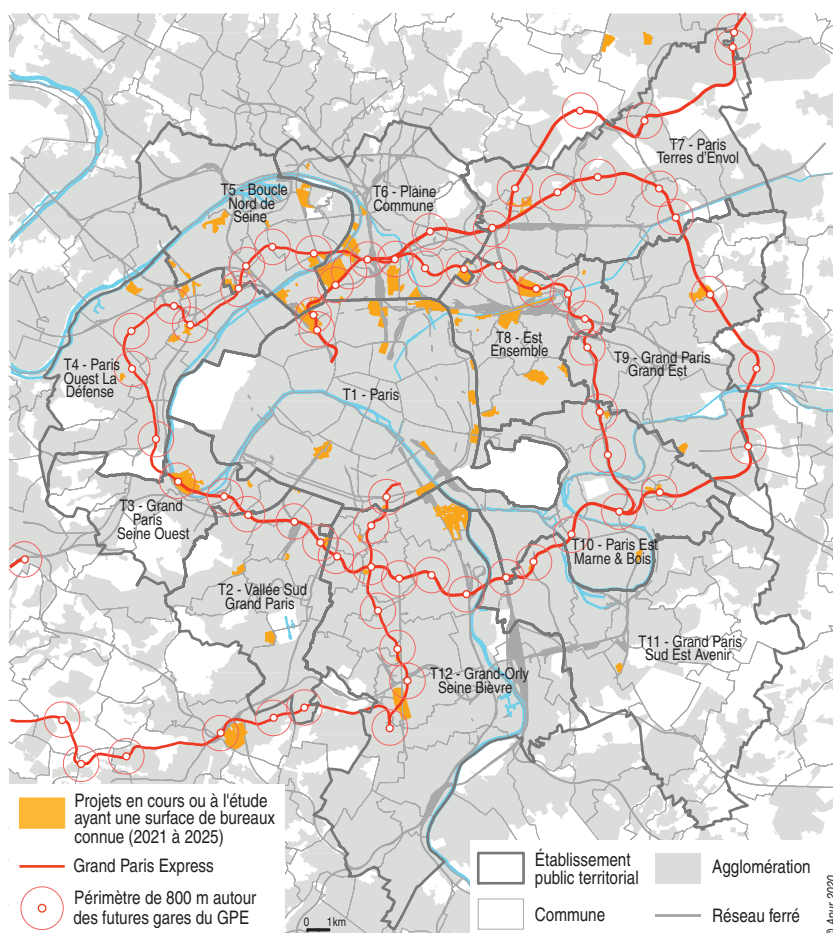 T7 - Paris
Terres d'Envol
T5 - Boucle
Nord de
Seine
T6 - Plaine
Commune
T8 - Est
Ensemble
T9 - Grand Paris
Grand Est
T4 - Paris
Ouest La
Défense
T1 - Paris
T3 - Grand
Paris
Seine Ouest
T10 - Paris Est
Marne & Bois
T2 - Vallée Sud
Grand Paris
T11 - Grand Paris
Sud Est Avenir
T12 - Grand-Orly
Seine Bièvre
Projets en cours ou à l'étude
ayant une surface de bureaux
connue (2021 à 2025)
Grand Paris Express
Périmètre de 800 m autour
des futures gares du GPE
0 1km
Établissement
public territorial
Commune
Agglomération
Réseau ferré
© Apur 2020